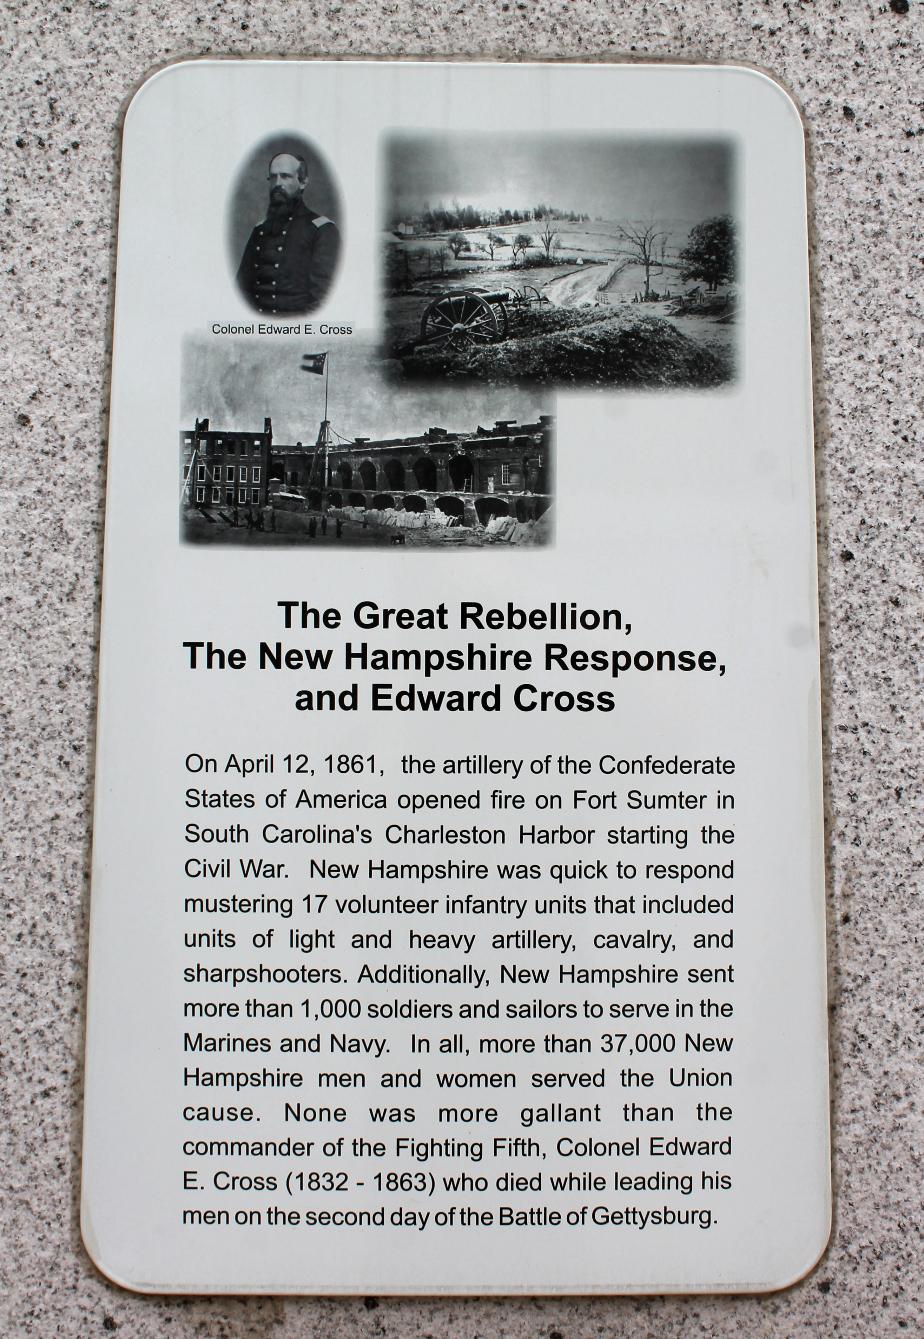 Colonel Edward E. Cross
The Great Rebellion,
The New Hampshire Response,
and Edward Cross
On April 12, 1861,  the artillery of the Confederate
States of America opened fire on Fort Sumter in
South Carolina's Charleston Harbor starting the
Civil War.  New Hampshire was quick to respond
mustering 17 volunteer infantry units that included
units of light and heavy artillery, cavalry, and
sharpshooters. Additionally, New Hampshire sent
more than 1,000 soldiers and sailors to serve in the
Marines and Navy.  In all, more than 37,000 New
Hampshire men and women served the Union
cause. None was more gallant than the
commander of the Fighting Fifth, Colonel Edward
E. Cross (1832 - 1863) who died while leading his
men on the second day of the Battle of Gettysburg.